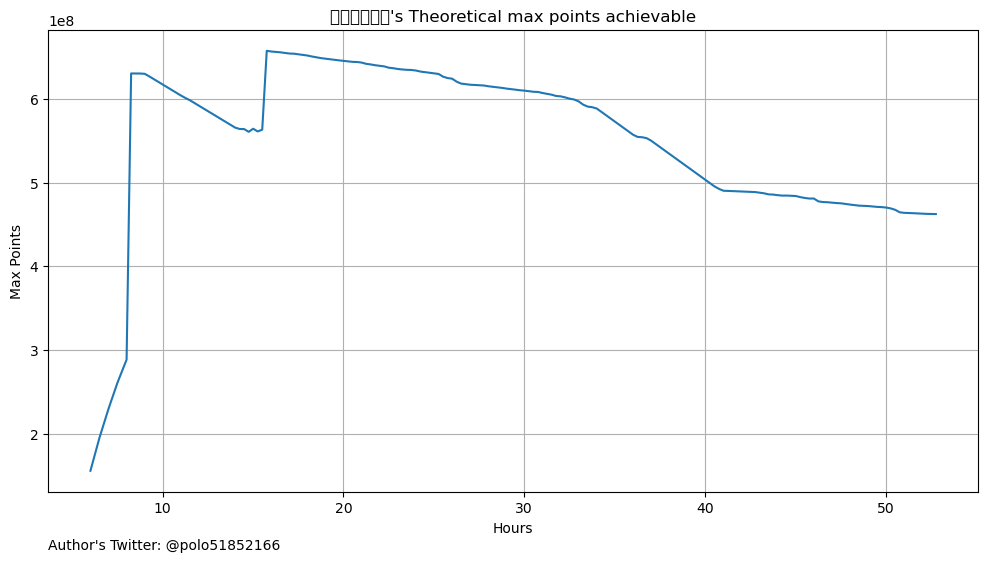 's Theoretical max points achievable
1e8
6
5
4
3
2
Max Points
10
20
30
40
50
Hours
Author's Twitter: @polo51852166